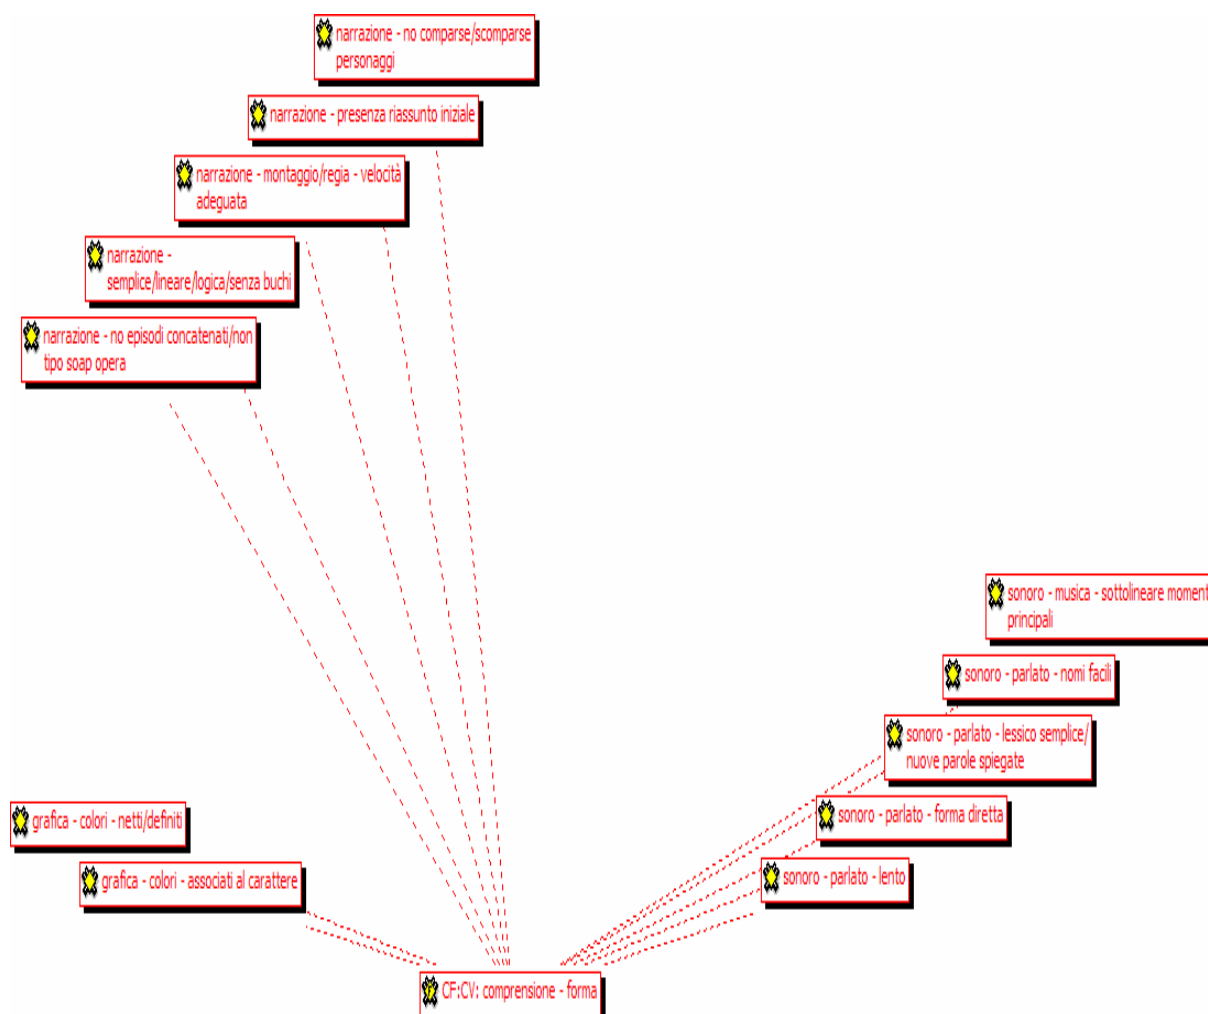 narrazione - no comparse/scomparse
personaggi
narrazione - presenza riassunto iniziale
narrazione - montaggio/regia - velocità
adeguata
narrazione -
semplice/lineare/logica/senza buchi
narrazione - no episodi concatenati/non
tipo soap opera
sonoro - musica - sottolineare moment
principali
sonoro - parlato - nomi facili
sonoro - parlato - lessico semplice/
nuove parole spiegate
sonoro - parlato - forma diretta
sonoro - parlato - lento
grafica - colori - netti/definiti
grafica - colori - associati al carattere
CF:CV: comprensione - forma